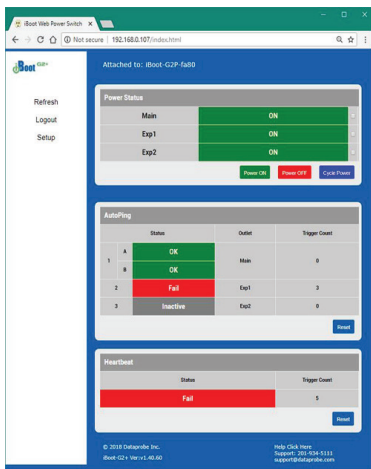 iBoot Web Power Switch
Not secure | 192.168.0.107/index.html
iBoot G2+
Attached to: iBoot-G2P-fa80
Refresh
Logout
Setup
Power Status
Main ON
Exp1 ON
Exp2 ON
Power ON Power OFF Cycle Power
AutoPing
Status Outlet Trigger Count
1 A OK Main 0
B OK
2 Fail Exp1 3
3 Inactive Exp2 0
Reset
Heartbeat
Status Trigger Count
Fail 5
Reset
© 2018 Dataprobe Inc.
iBoot-G2+ Ver:v1.40.60
Help Click Here
Support: 201-934-5111
support@dataprobe.com